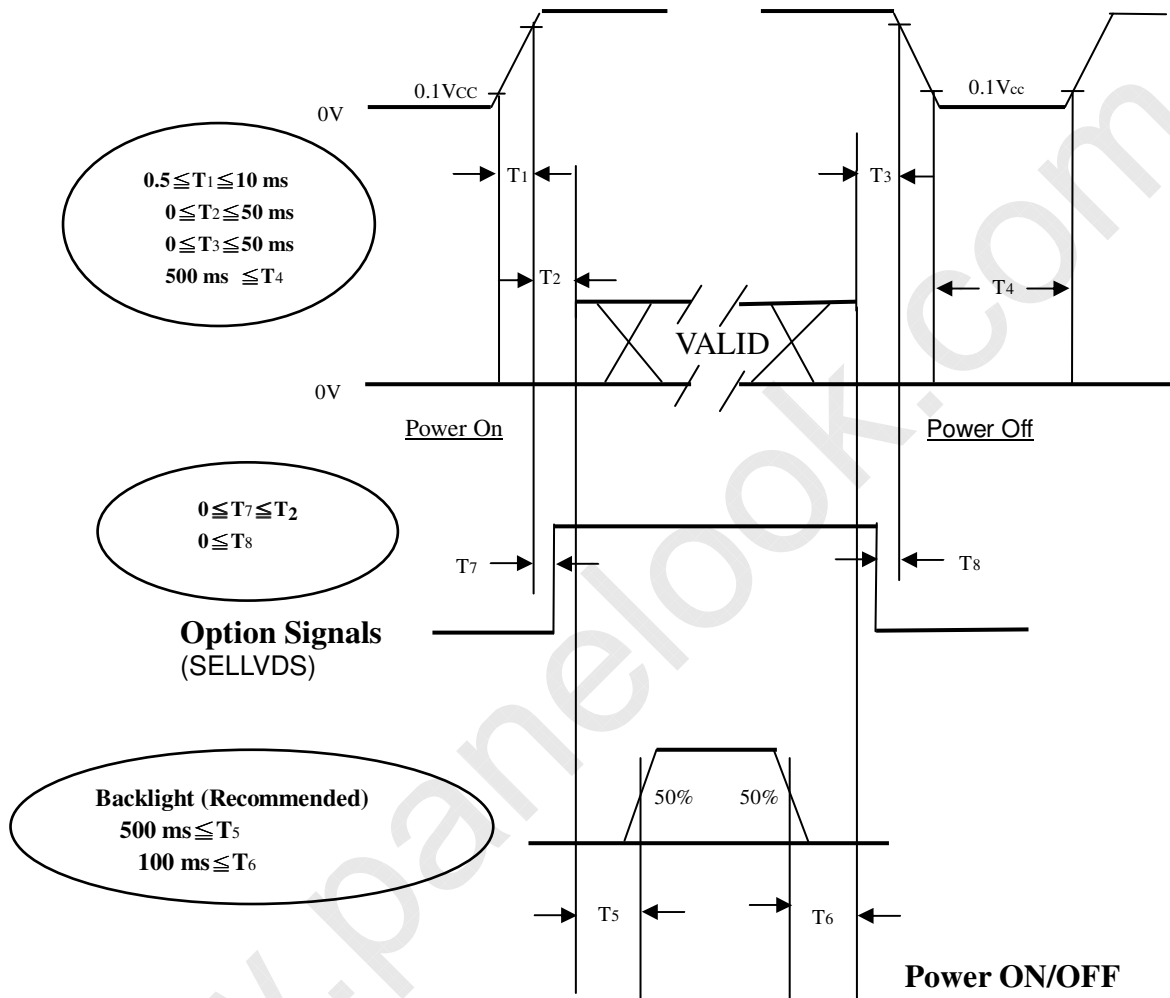 0.1VCC
0.1Vcc
0V
0.5≦T1≦10 ms
0≦T2≦50 ms
0≦T3≦50 ms
500 ms ≦T4
T1
T3
T2
T4
VALID
0V
Power On
Power Off
0≦T7≦T2
0≦T8
T7
T8
Option Signals
(SELLVDS)
Backlight (Recommended)
500 ms≦T5
100 ms≦T6
50%
50%
T5
T6
Power ON/OFF
.panelook.com